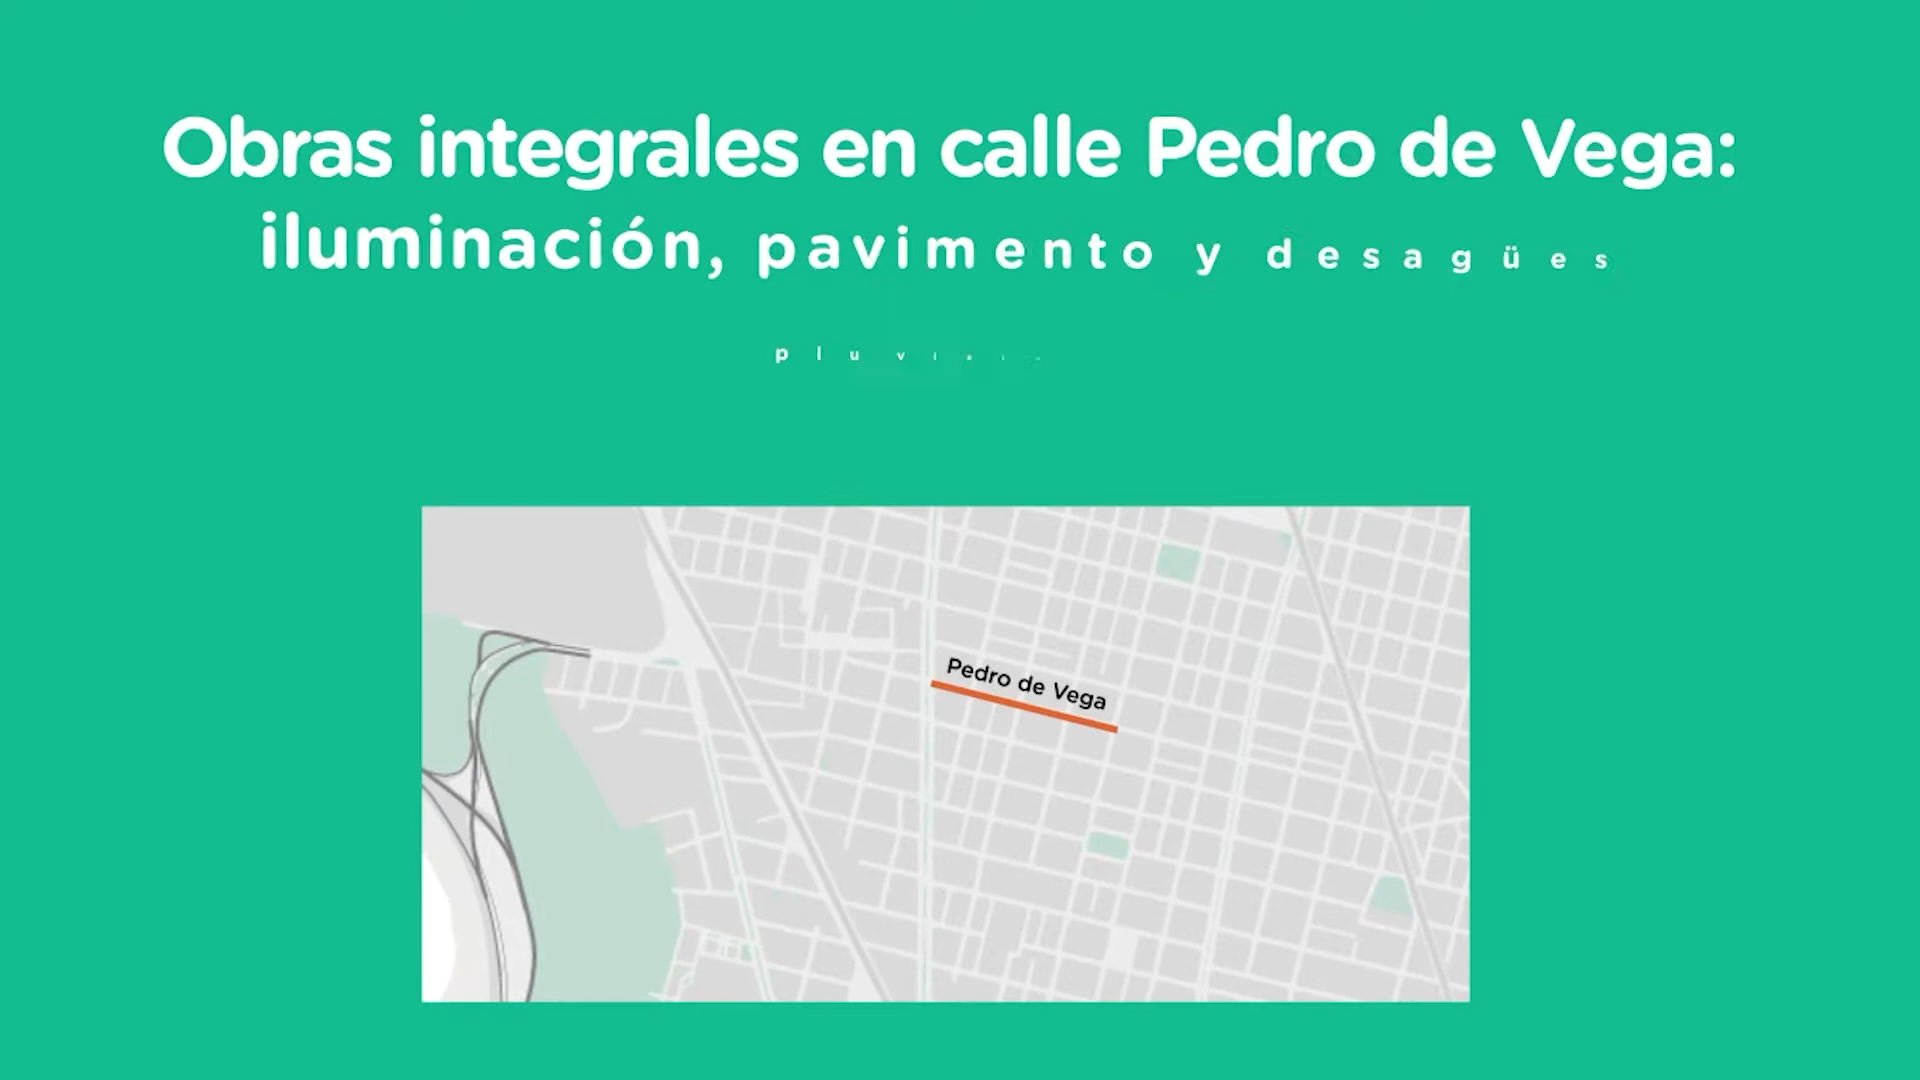 Obras integrales en calle Pedro de Vega:
iluminación, pavimento y desagües
Pedro de Vega